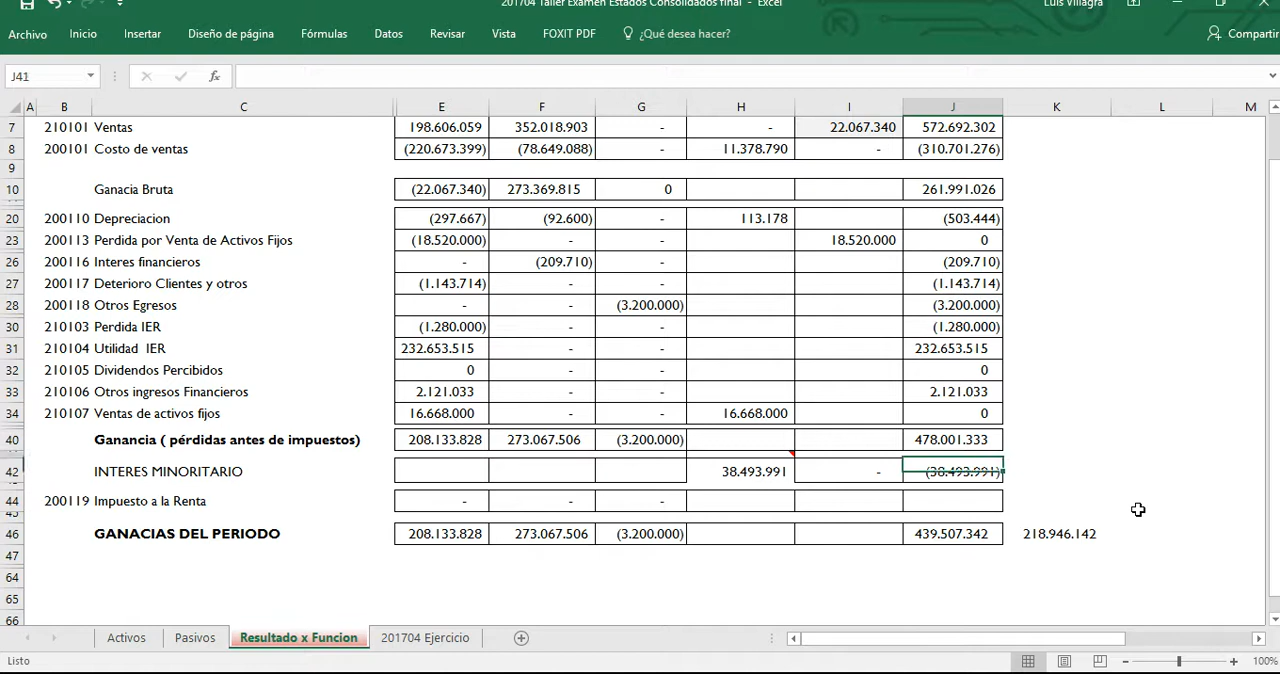 201704 Taller Examen Estados Consolidados final - Excel
Luis Villagra
Archivo Inicio Insertar Diseño de página Fórmulas Datos Revisar Vista FOXIT PDF ¿Qué desea hacer? Compartir
J41 fx
A B C E F G H I J K L M
7 210101 Ventas 198.606.059 352.018.903 - - 22.067.340 572.692.302
8 200101 Costo de ventas (220.673.399) (78.649.088) - 11.378.790 - (310.701.276)
9
10 Ganacia Bruta (22.067.340) 273.369.815 0 261.991.026
20 200110 Depreciacion (297.667) (92.600) - 113.178 (503.444)
23 200113 Perdida por Venta de Activos Fijos (18.520.000) - - 18.520.000 0
26 200116 Interes financieros - (209.710) - (209.710)
27 200117 Deterioro Clientes y otros (1.143.714) - - (1.143.714)
28 200118 Otros Egresos - - (3.200.000) (3.200.000)
30 210103 Perdida IER (1.280.000) - - (1.280.000)
31 210104 Utilidad IER 232.653.515 - - 232.653.515
32 210105 Dividendos Percibidos 0 - - 0
33 210106 Otros ingresos Financieros 2.121.033 - - 2.121.033
34 210107 Ventas de activos fijos 16.668.000 - - 16.668.000 0
40 Ganancia ( pérdidas antes de impuestos) 208.133.828 273.067.506 (3.200.000) 478.001.333
42 INTERES MINORITARIO 38.493.991 - (38.493.991)
44 200119 Impuesto a la Renta - - -
46 GANACIAS DEL PERIODO 208.133.828 273.067.506 (3.200.000) 439.507.342 218.946.142
47
64
65
66
Activos Pasivos Resultado x Funcion 201704 Ejercicio
Listo 100%